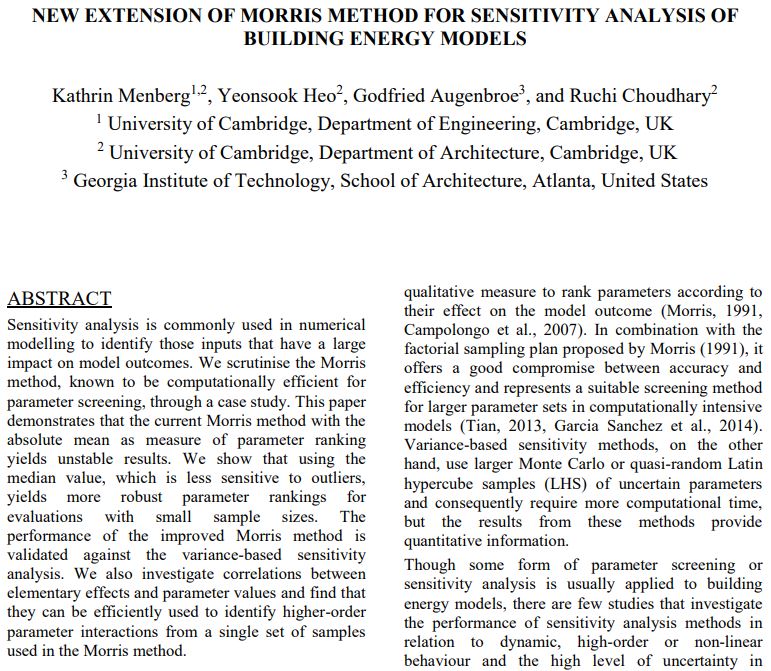 NEW EXTENSION OF MORRIS METHOD FOR SENSITIVITY ANALYSIS OF
BUILDING ENERGY MODELS
Kathrin Menberg1,2, Yeonsook Heo2, Godfried Augenbroe3, and Ruchi Choudhary2
1 University of Cambridge, Department of Engineering, Cambridge, UK
2 University of Cambridge, Department of Architecture, Cambridge, UK
3 Georgia Institute of Technology, School of Architecture, Atlanta, United States
ABSTRACT
Sensitivity analysis is commonly used in numerical
modelling to identify those inputs that have a large
impact on model outcomes. We scrutinise the Morris
method, known to be computationally efficient for
parameter screening, through a case study. This paper
demonstrates that the current Morris method with the
absolute mean as measure of parameter ranking
yields unstable results. We show that using the
median value, which is less sensitive to outliers,
yields more robust parameter rankings for
evaluations with small sample sizes. The
performance of the improved Morris method is
validated against the variance-based sensitivity
analysis. We also investigate correlations between
elementary effects and parameter values and find that
they can be efficiently used to identify higher-order
parameter interactions from a single set of samples
used in the Morris method.
qualitative measure to rank parameters according to
their effect on the model outcome (Morris, 1991,
Campolongo et al., 2007). In combination with the
factorial sampling plan proposed by Morris (1991), it
offers a good compromise between accuracy and
efficiency and represents a suitable screening method
for larger parameter sets in computationally intensive
models (Tian, 2013, Garcia Sanchez et al., 2014).
Variance-based sensitivity methods, on the other
hand, use larger Monte Carlo or quasi-random Latin
hypercube samples (LHS) of uncertain parameters
and consequently require more computational time,
but the results from these methods provide
quantitative information.
Though some form of parameter screening or
sensitivity analysis is usually applied to building
energy models, there are few studies that investigate
the performance of sensitivity analysis methods in
relation to dynamic, high-order or non-linear
behaviour and the high level of uncertainty in